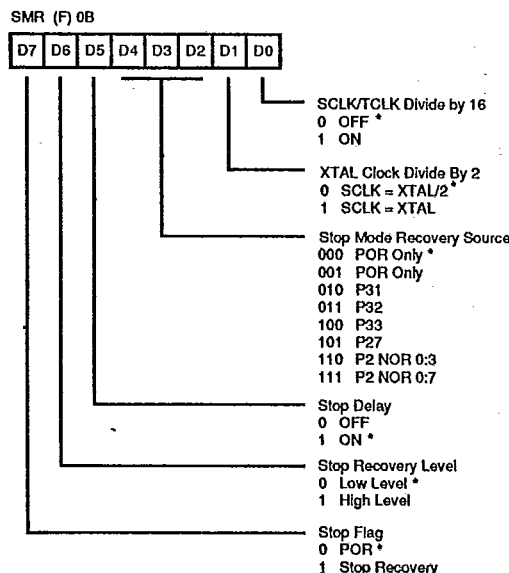 SMR (F) 0B
D7 D6 D5 D4 D3 D2 D1 D0
SCLK/TCLK Divide by 16
0 OFF *
1 ON
XTAL Clock Divide By 2
0 SCLK = XTAL/2 *
1 SCLK = XTAL
Stop Mode Recovery Source
000 POR Only *
001 POR Only
010 P31
011 P32
100 P33
101 P27
110 P2 NOR 0:3
111 P2 NOR 0:7
Stop Delay
0 OFF
1 ON *
Stop Recovery Level
0 Low Level *
1 High Level
Stop Flag
0 POR *
1 Stop Recovery